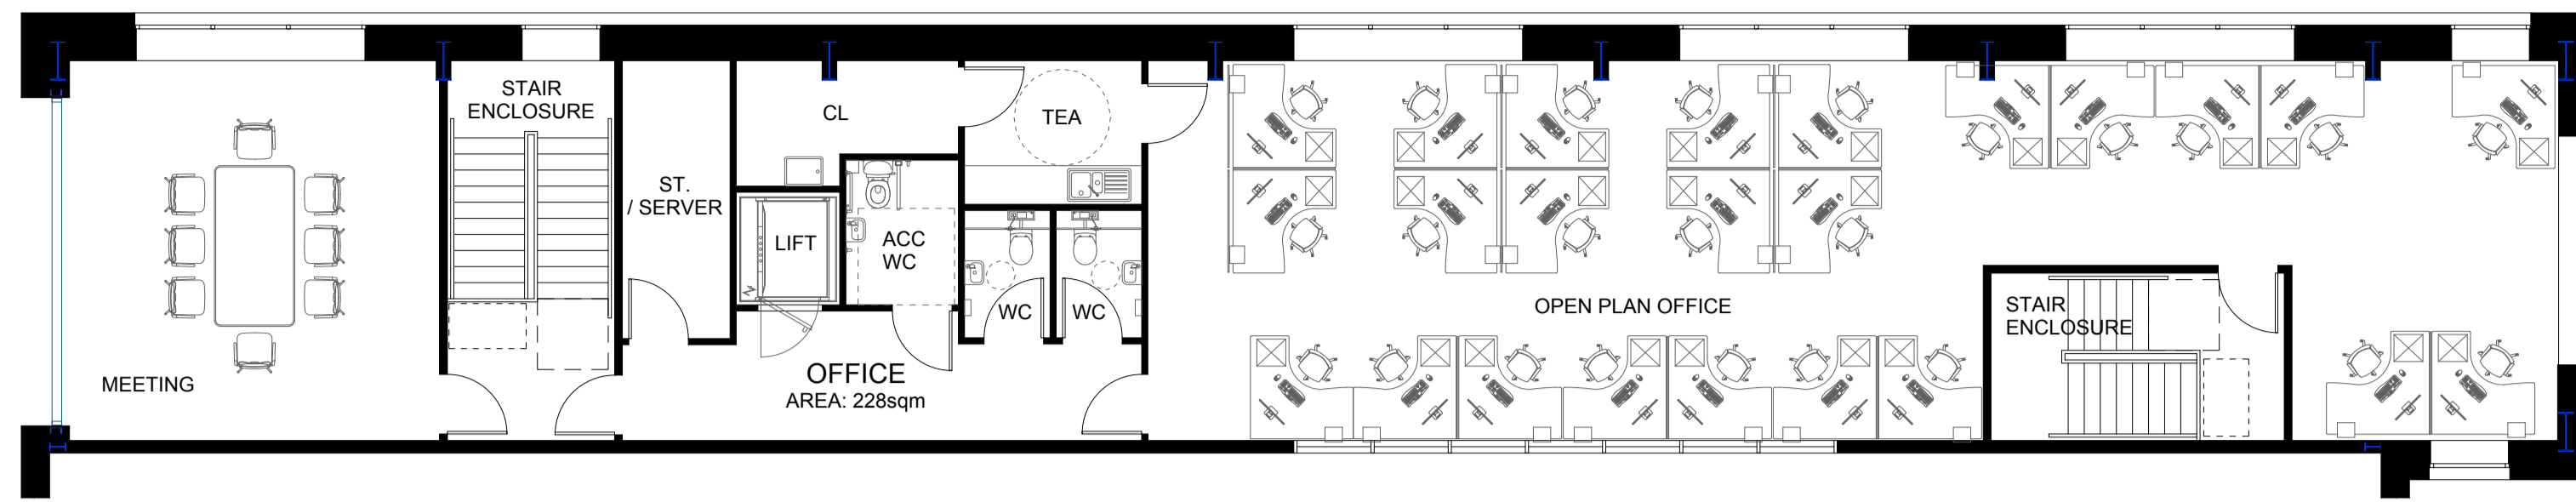 STAIR
ENCLOSURE
CL
TEA
ST.
/ SERVER
LIFT
ACC
WC
WC
WC
MEETING
OFFICE
AREA: 228sqm
OPEN PLAN OFFICE
STAIR
ENCLOSURE